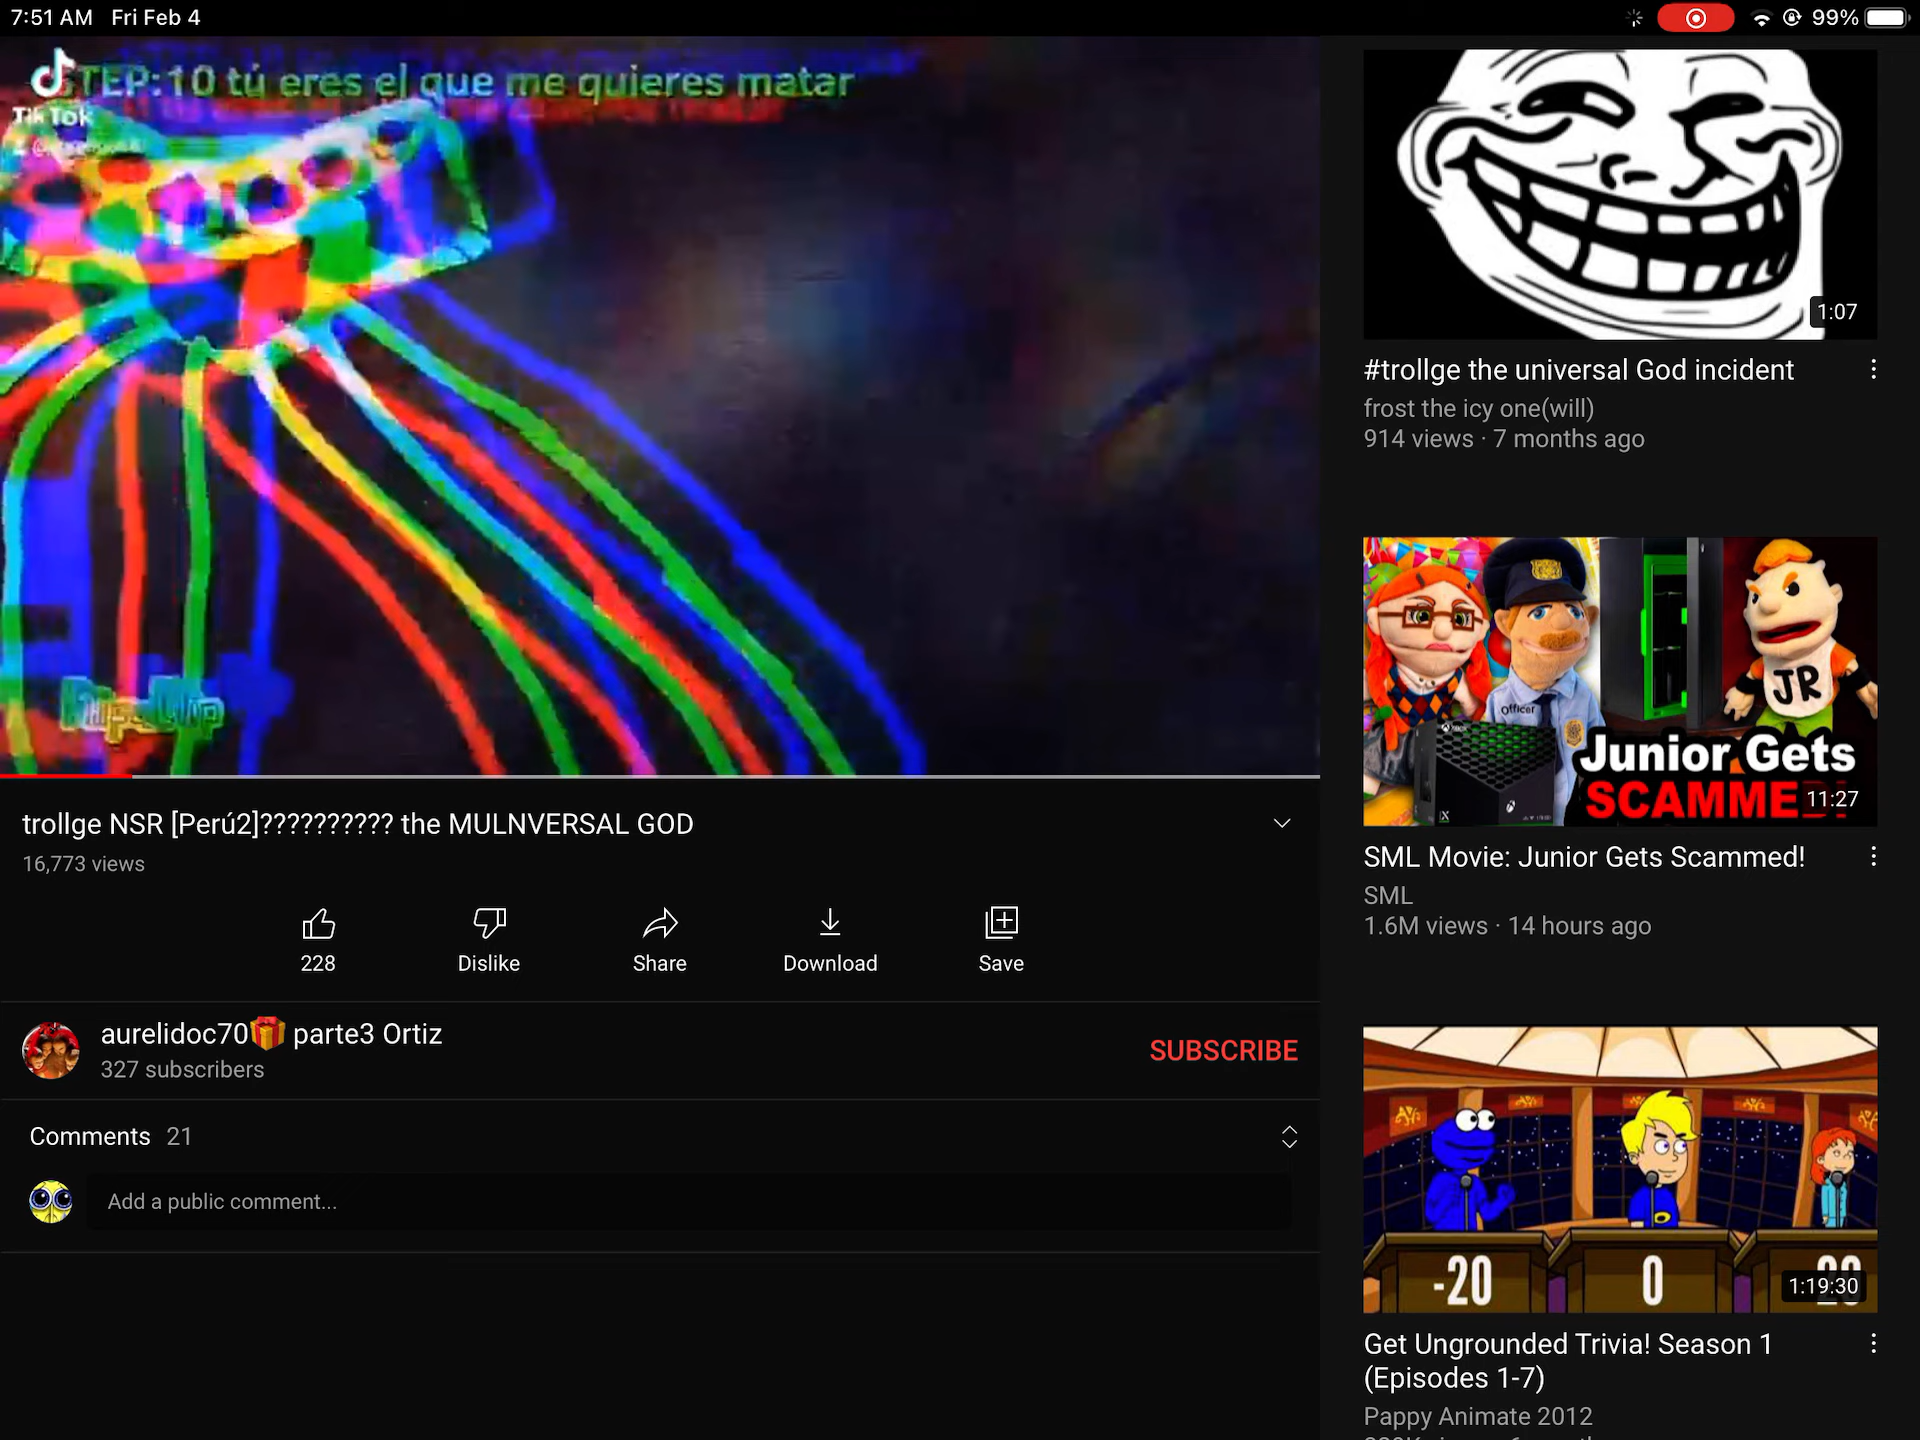 7:51 AM Fri Feb 4
99%
TikTok
STEP:10 tú eres el que me quieres matar
trollge NSR [Perú2]?????????? the MULNVERSAL GOD
16,773 views
228
Dislike
Share
Download
Save
aurelidoc70🎁 parte3 Ortiz
327 subscribers
SUBSCRIBE
Comments 21
Add a public comment...
1:07
#trollge the universal God incident
frost the icy one(will)
914 views · 7 months ago
Officer
XBOX
JR
Junior Gets
SCAMMED!
11:27
SML Movie: Junior Gets Scammed!
SML
1.6M views · 14 hours ago
-20
0
1:19:30
Get Ungrounded Trivia! Season 1
(Episodes 1-7)
Pappy Animate 2012